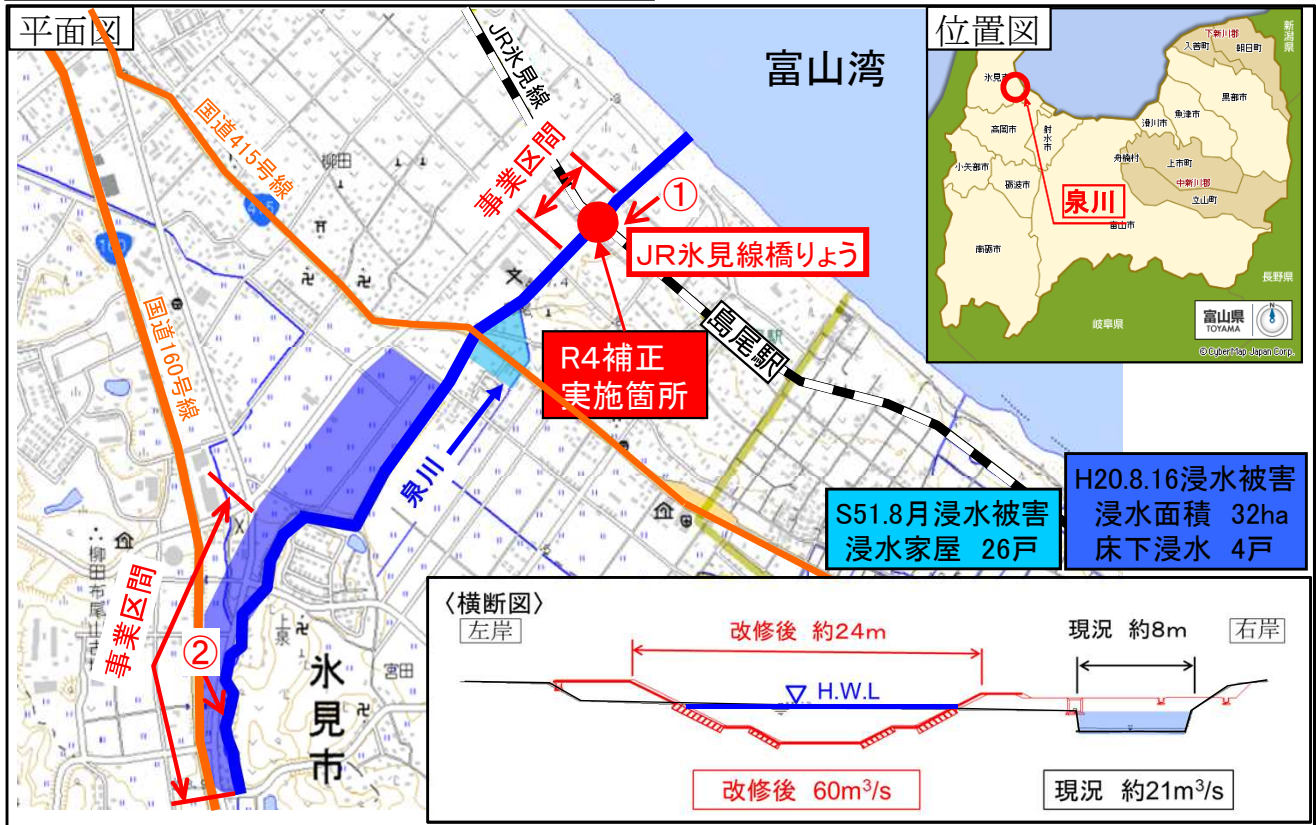 平面図
国道415号線
国道160号線
JR氷見線
富山湾
柳田
事業区間
①
JR氷見線橋りょう
R4補正
実施箇所
島尾駅
泉川
事業区間
②
柳田布尾山古
上泉
宮田
氷見市
位置図
新潟県
下新川郡
入善町
朝日町
氷見市
黒部市
魚津市
滑川市
高岡市
射水市
舟橋村
上市町
小矢部市
砺波市
中新川郡
立山町
泉川
富山市
南砺市
長野県
岐阜県
富山県
TOYAMA
N
© CyberMap Japan Corp.
S51.8月浸水被害
浸水家屋 26戸
H20.8.16浸水被害
浸水面積 32ha
床下浸水 4戸
〈横断図〉
左岸
改修後 約24m
現況 約8m
右岸
H.W.L
改修後 60m³/s
現況 約21m³/s